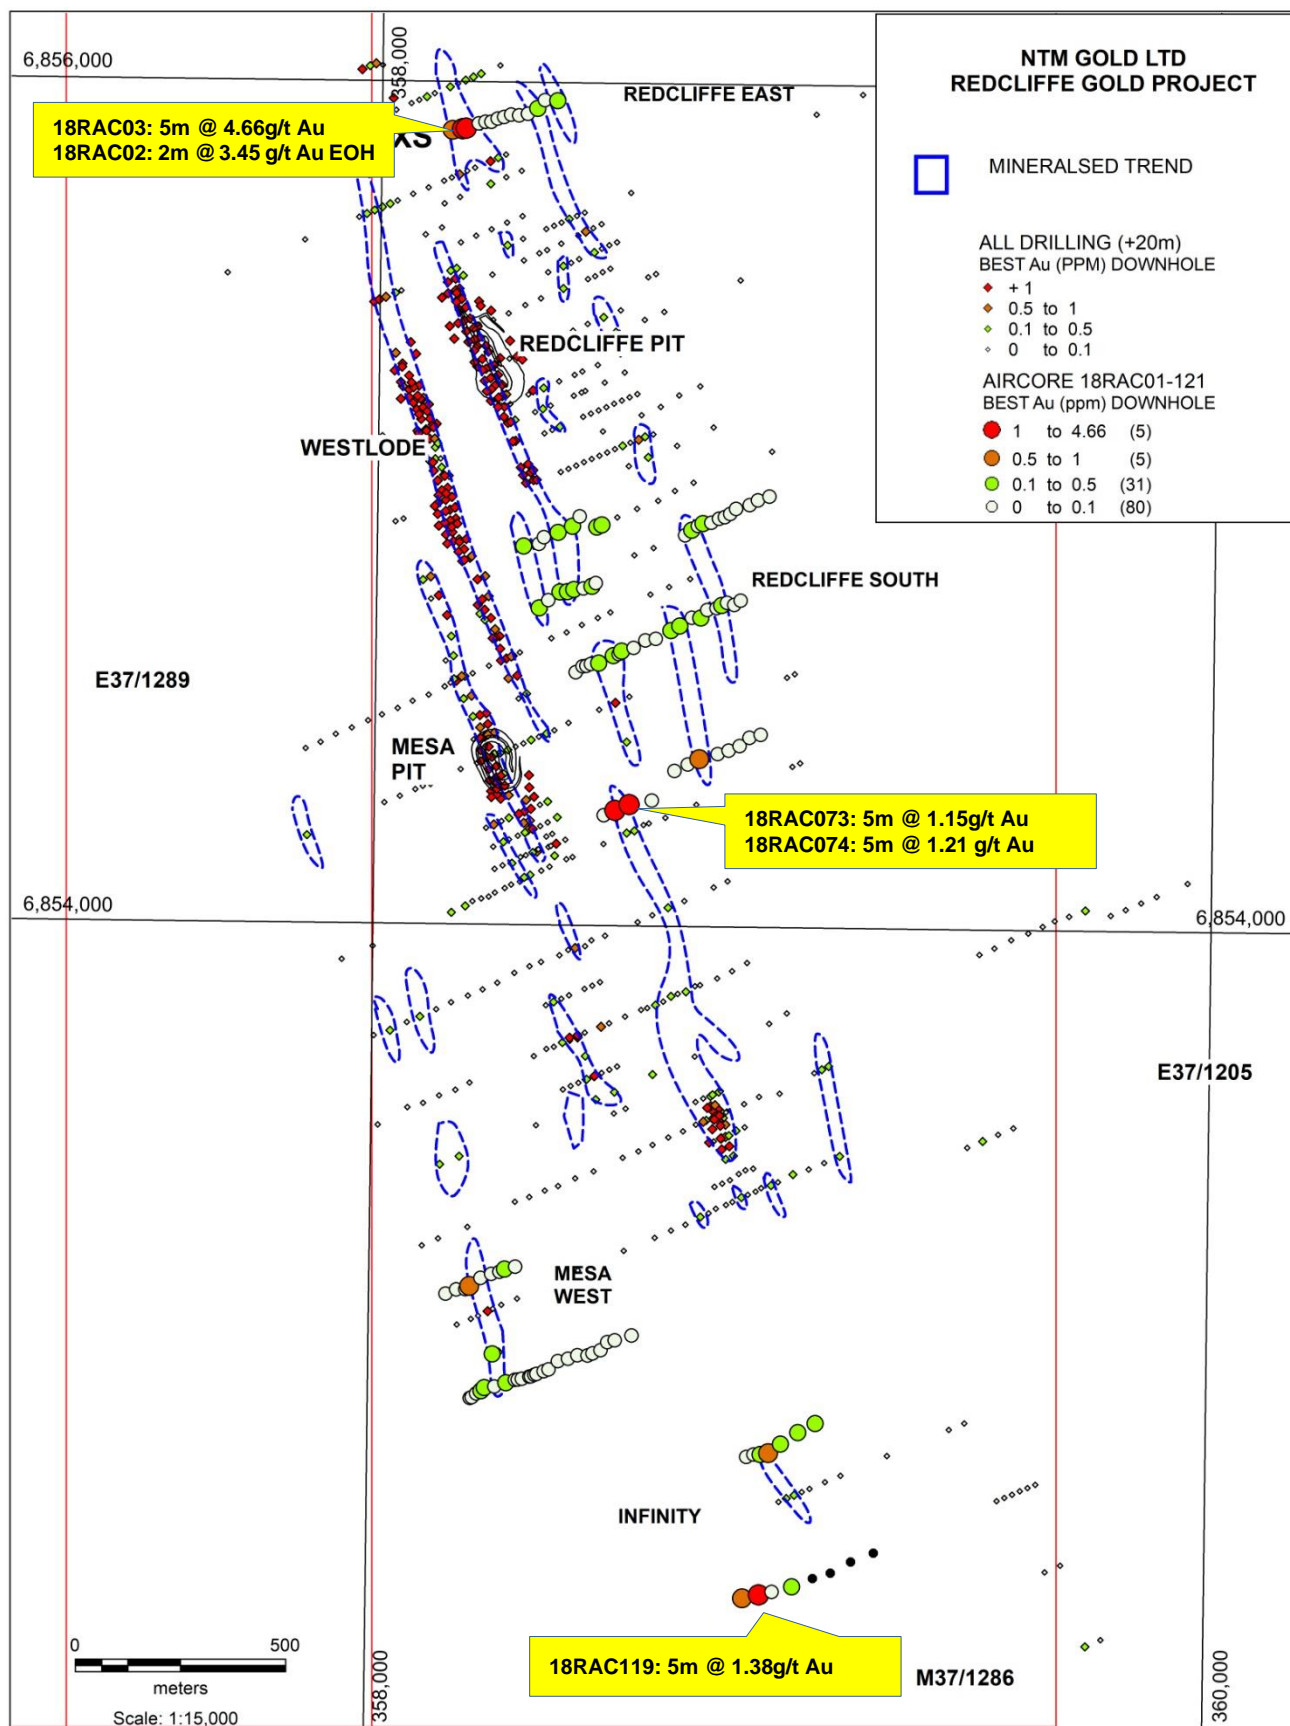 NTM GOLD LTD
REDCLIFFE GOLD PROJECT
MINERALSED TREND
ALL DRILLING (+20m)
BEST Au (PPM) DOWNHOLE
+ 1
0.5 to 1
0.1 to 0.5
0 to 0.1
AIRCORE 18RAC01-121
BEST Au (ppm) DOWNHOLE
1 to 4.66 (5)
0.5 to 1 (5)
0.1 to 0.5 (31)
0 to 0.1 (80)
6,856,000
358,000
REDCLIFFE EAST
18RAC03: 5m @ 4.66g/t Au
18RAC02: 2m @ 3.45 g/t Au EOH
XS
REDCLIFFE PIT
WESTLODE
REDCLIFFE SOUTH
E37/1289
MESA
PIT
18RAC073: 5m @ 1.15g/t Au
18RAC074: 5m @ 1.21 g/t Au
6,854,000
6,854,000
E37/1205
MESA
WEST
INFINITY
18RAC119: 5m @ 1.38g/t Au
M37/1286
0 500
meters
Scale: 1:15,000
358,000
360,000